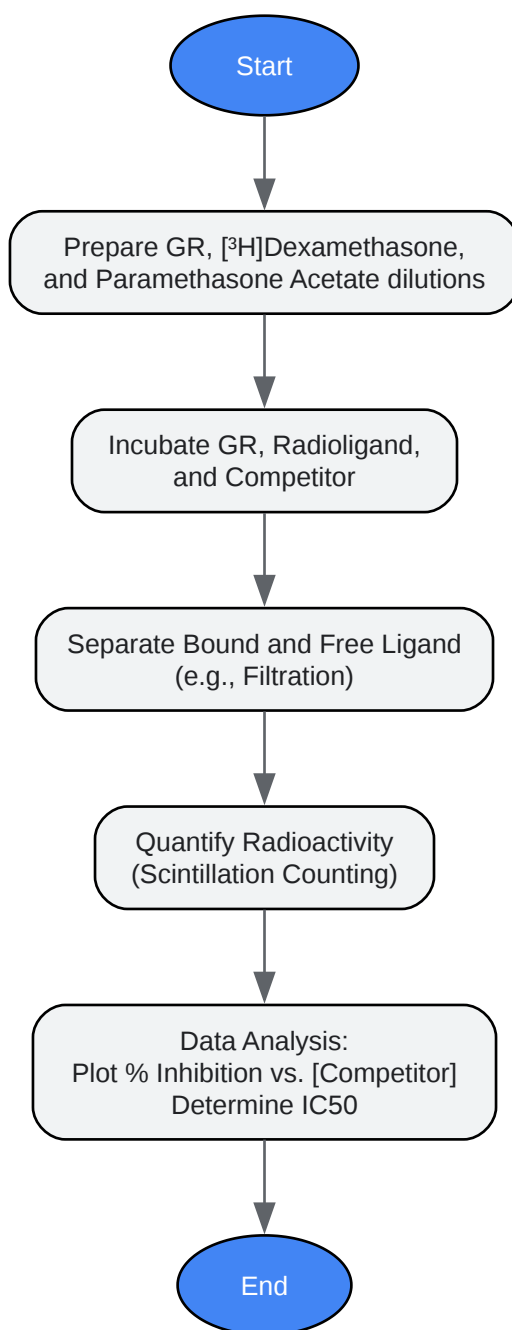 Start
Prepare GR, [³H]Dexamethasone,
and Paramethasone Acetate dilutions
Incubate GR, Radioligand,
and Competitor
Separate Bound and Free Ligand
(e.g., Filtration)
Quantify Radioactivity
(Scintillation Counting)
Data Analysis:
Plot % Inhibition vs. [Competitor]
Determine IC50
End